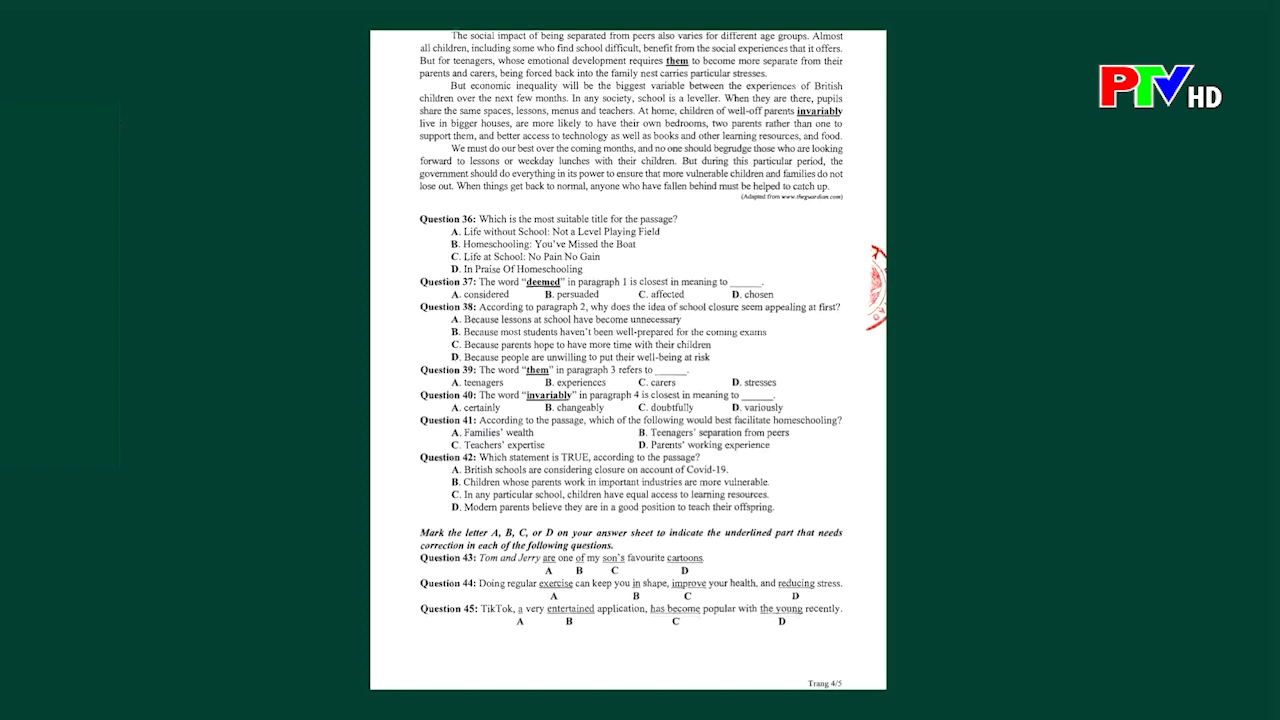 The social impact of being separated from peers also varies for different age groups. Almost
all children, including some who find school difficult, benefit from the social experiences that it offers.
But for teenagers, whose emotional development requires them to become more separate from their
parents and carers, being forced back into the family nest carries particular stresses.
But economic inequality will be the biggest variable between the experiences of British
children over the next few months. In any society, school is a leveller. When they are there, pupils
share the same spaces, lessons, menus and teachers. At home, children of well-off parents invariably
live in bigger houses, are more likely to have their own bedrooms, two parents rather than one to
support them, and better access to technology as well as books and other learning resources, and food.
We must do our best over the coming months, and no one should begrudge those who are looking
forward to lessons or weekday lunches with their children. But during this particular period, the
government should do everything in its power to ensure that more vulnerable children and families do not
lose out. When things get back to normal, anyone who have fallen behind must be helped to catch up.
(Adapted from www.theguardian.com)
Question 36: Which is the most suitable title for the passage?
A. Life without School: Not a Level Playing Field
B. Homeschooling: You've Missed the Boat
C. Life at School: No Pain No Gain
D. In Praise Of Homeschooling
Question 37: The word "deemed" in paragraph 1 is closest in meaning to ______.
A. considered B. persuaded C. affected D. chosen
Question 38: According to paragraph 2, why does the idea of school closure seem appealing at first?
A. Because lessons at school have become unnecessary
B. Because most students haven't been well-prepared for the coming exams
C. Because parents hope to have more time with their children
D. Because people are unwilling to put their well-being at risk
Question 39: The word "them" in paragraph 3 refers to ______.
A. teenagers B. experiences C. carers D. stresses
Question 40: The word "invariably" in paragraph 4 is closest in meaning to ______.
A. certainly B. changeably C. doubtfully D. variously
Question 41: According to the passage, which of the following would best facilitate homeschooling?
A. Families' wealth B. Teenagers' separation from peers
C. Teachers' expertise D. Parents' working experience
Question 42: Which statement is TRUE, according to the passage?
A. British schools are considering closure on account of Covid-19.
B. Children whose parents work in important industries are more vulnerable.
C. In any particular school, children have equal access to learning resources.
D. Modern parents believe they are in a good position to teach their offspring.
Mark the letter A, B, C, or D on your answer sheet to indicate the underlined part that needs
correction in each of the following questions.
Question 43: Tom and Jerry are one of my son's favourite cartoons.
A B C D
Question 44: Doing regular exercise can keep you in shape, improve your health, and reducing stress.
A B C D
Question 45: TikTok, a very entertained application, has become popular with the young recently.
A B C D
Trang 4/5
PTV HD